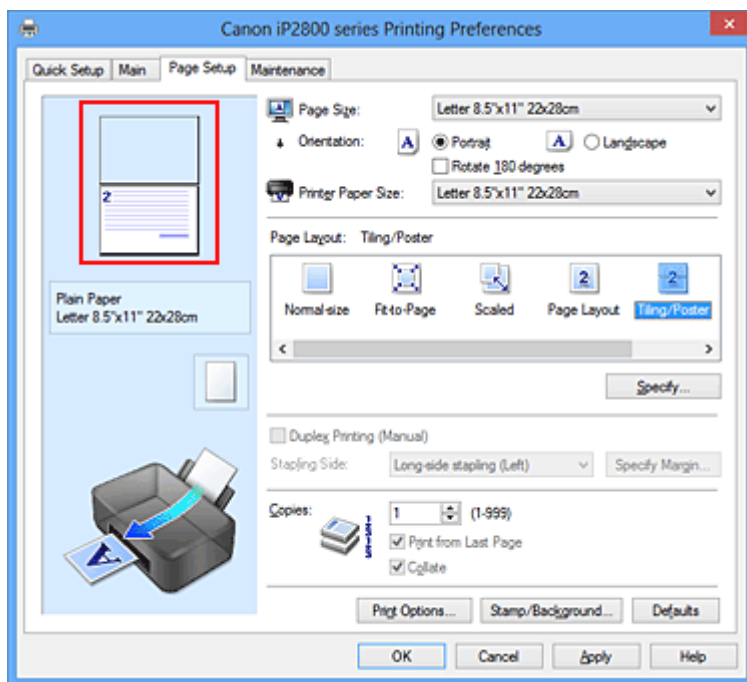 Canon iP2800 series Printing Preferences
Quick Setup Main Page Setup Maintenance
Page Size: Letter 8.5"x11" 22x28cm
Orientation: A Portrait A Landscape
Rotate 180 degrees
Printer Paper Size: Letter 8.5"x11" 22x28cm
2
Page Layout: Tiling/Poster
2 2
Normal-size Fit-to-Page Scaled Page Layout Tiling/Poster
Plain Paper
Letter 8.5"x11" 22x28cm
Specify...
Duplex Printing (Manual)
Stapling Side: Long-side stapling (Left) Specify Margin...
Copies: 1 (1-999)
Print from Last Page
Collate
A
Print Options... Stamp/Background... Defaults
OK Cancel Apply Help